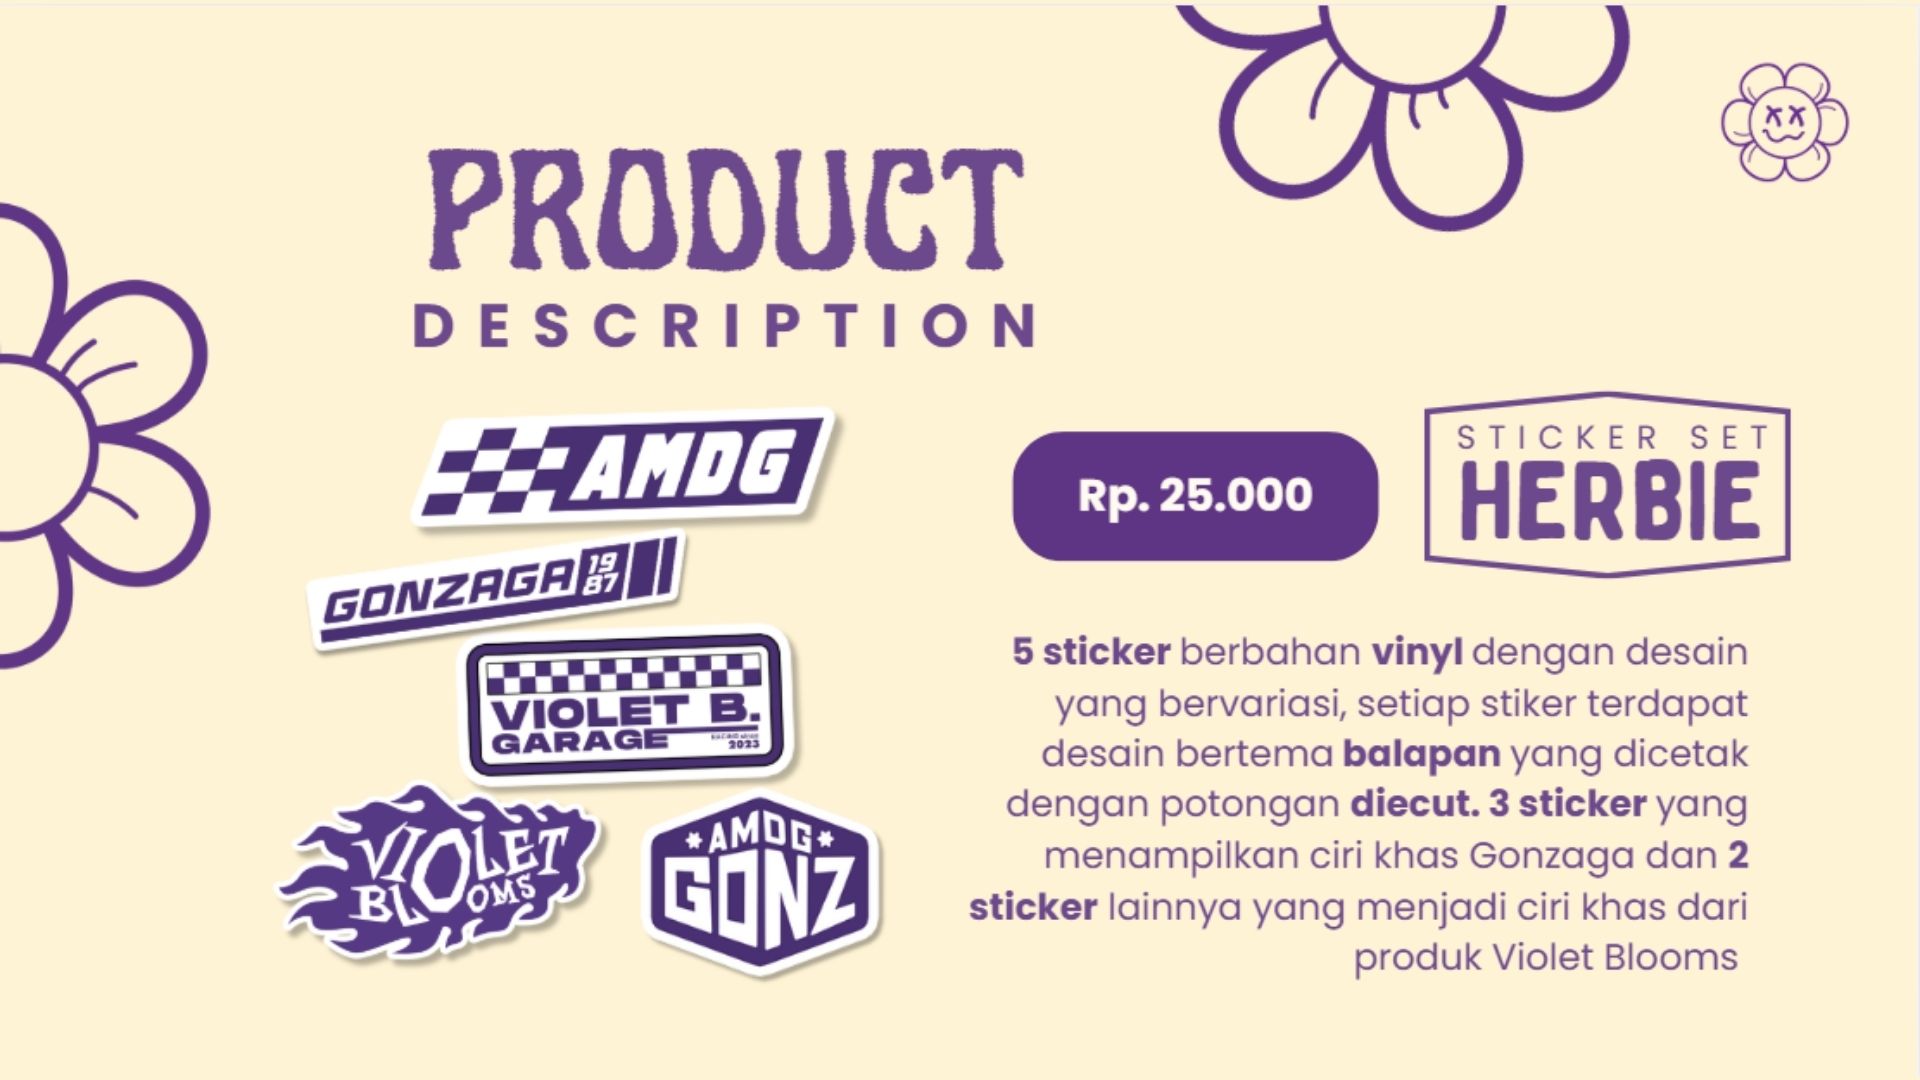 PRODUCT
DESCRIPTION
AMDG
GONZAGA 19
87
VIOLET B.
GARAGE
2023
VIOLET
BLOOMS
AMDG
GONZ
Rp. 25.000
STICKER SET
HERBIE
5 sticker berbahan vinyl dengan desain
yang bervariasi, setiap stiker terdapat
desain bertema balapan yang dicetak
dengan potongan diecut. 3 sticker yang
menampilkan ciri khas Gonzaga dan 2
sticker lainnya yang menjadi ciri khas dari
produk Violet Blooms